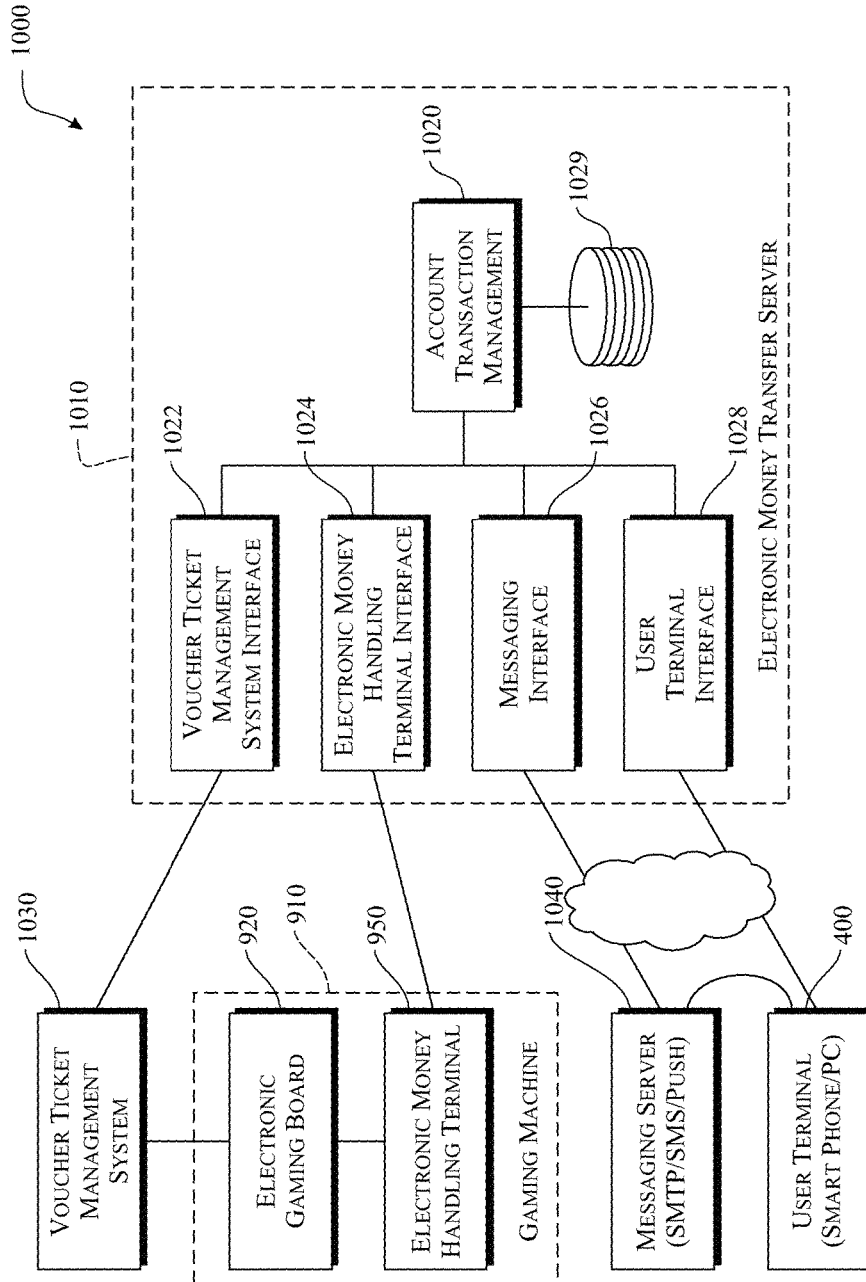 1000
1030
VOUCHER TICKET
MANAGEMENT
SYSTEM
920
910
ELECTRONIC
GAMING BOARD
950
ELECTRONIC MONEY
HANDLING TERMINAL
GAMING MACHINE
1040
MESSAGING SERVER
(SMTP/SMS/PUSH)
400
USER TERMINAL
(SMART PHONE/PC)
1010
1022
VOUCHER TICKET
MANAGEMENT
SYSTEM INTERFACE
1024
ELECTRONIC MONEY
HANDLING
TERMINAL INTERFACE
1026
MESSAGING
INTERFACE
1028
USER
TERMINAL
INTERFACE
1020
ACCOUNT
TRANSACTION
MANAGEMENT
1029
ELECTRONIC MONEY TRANSFER SERVER